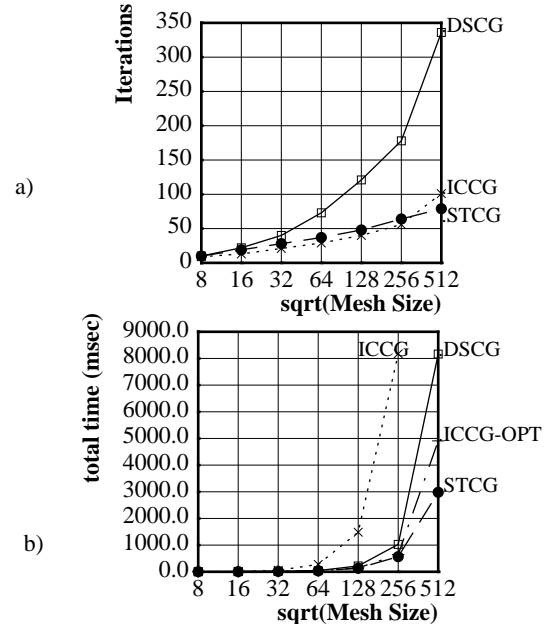 a)
Iterations
350
300
250
200
150
100
50
0
DSCG
ICCG
STCG
8 16 32 64 128 256 512
sqrt(Mesh Size)
b)
total time (msec)
9000.0
8000.0
7000.0
6000.0
5000.0
4000.0
3000.0
2000.0
1000.0
0.0
ICCG
DSCG
ICCG-OPT
STCG
8 16 32 64 128 256 512
sqrt(Mesh Size)